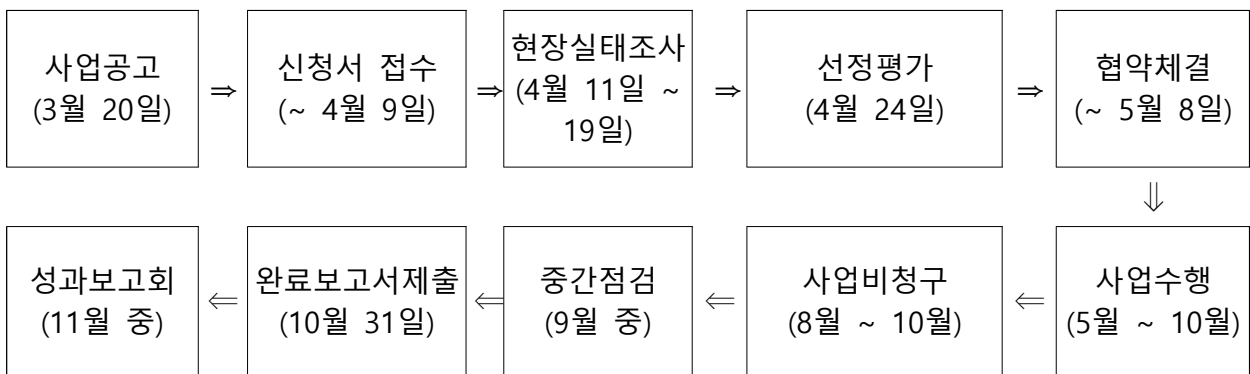 사업공고
(3월 20일)
⇒
신청서 접수
(~ 4월 9일)
⇒
현장실태조사
(4월 11일 ~
19일)
⇒
선정평가
(4월 24일)
⇒
협약체결
(~ 5월 8일)
⇓
사업수행
(5월 ~ 10월)
⇐
사업비청구
(8월 ~ 10월)
⇐
중간점검
(9월 중)
⇐
완료보고서제출
(10월 31일)
⇐
성과보고회
(11월 중)